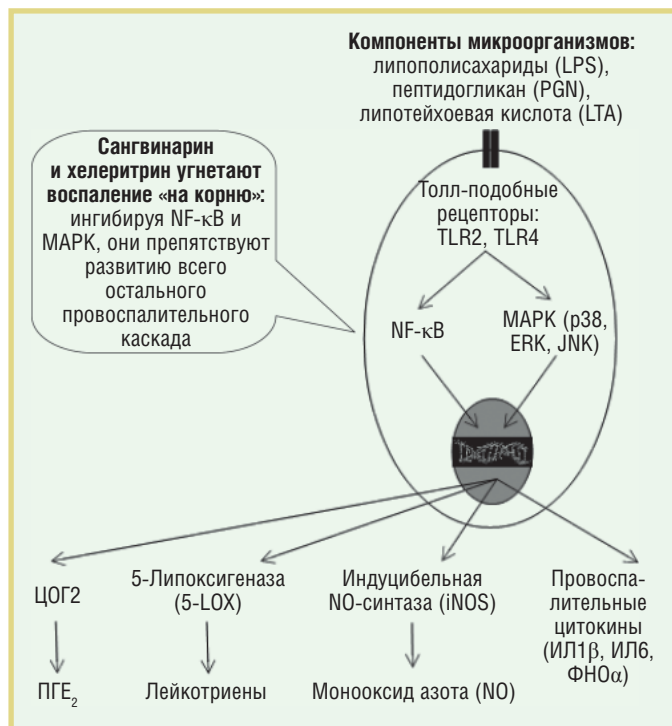 Компоненты микроорганизмов:
липополисахариды (LPS),
пептидогликан (PGN),
липотейхоевая кислота (LTA)
Сангвинарин
и хелеритрин угнетают
воспаление «на корню»:
ингибируя NF-κB и
МАРК, они препятствуют
развитию всего
остального
провоспалительного
каскада
Толл-подобные
рецепторы:
TLR2, TLR4
NF-κB
МАРК (p38,
ERK, JNK)
ЦОГ2
5-Липоксигеназа
(5-LOX)
Индуцибельная
NO-синтаза (iNOS)
Провоспа-
лительные
цитокины
(ИЛ1β, ИЛ6,
ФНОα)
ПГЕ₂
Лейкотриены
Монооксид азота (NO)